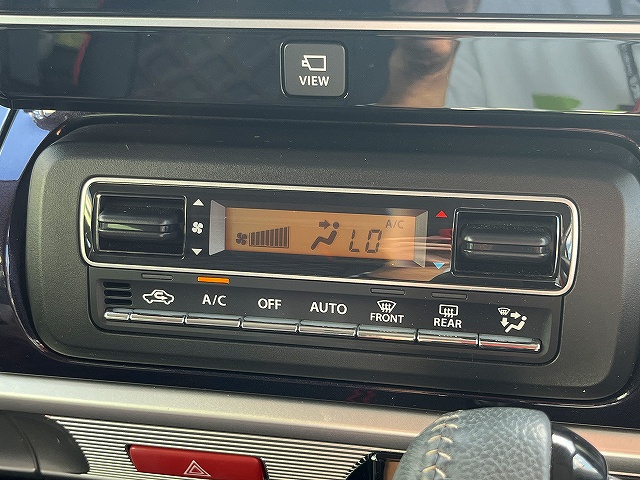 VIEW
A/C
LO
A/C OFF AUTO FRONT REAR